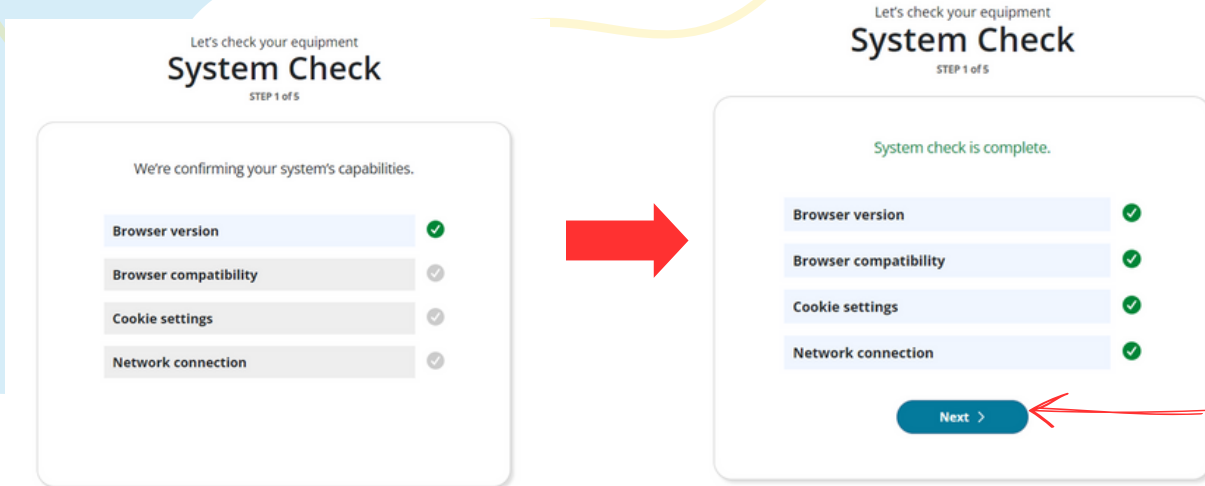 Let's check your equipment
System Check
STEP 1 of 5
We're confirming your system's capabilities.
Browser version
Browser compatibility
Cookie settings
Network connection
Let's check your equipment
System Check
STEP 1 of 5
System check is complete.
Browser version
Browser compatibility
Cookie settings
Network connection
Next >